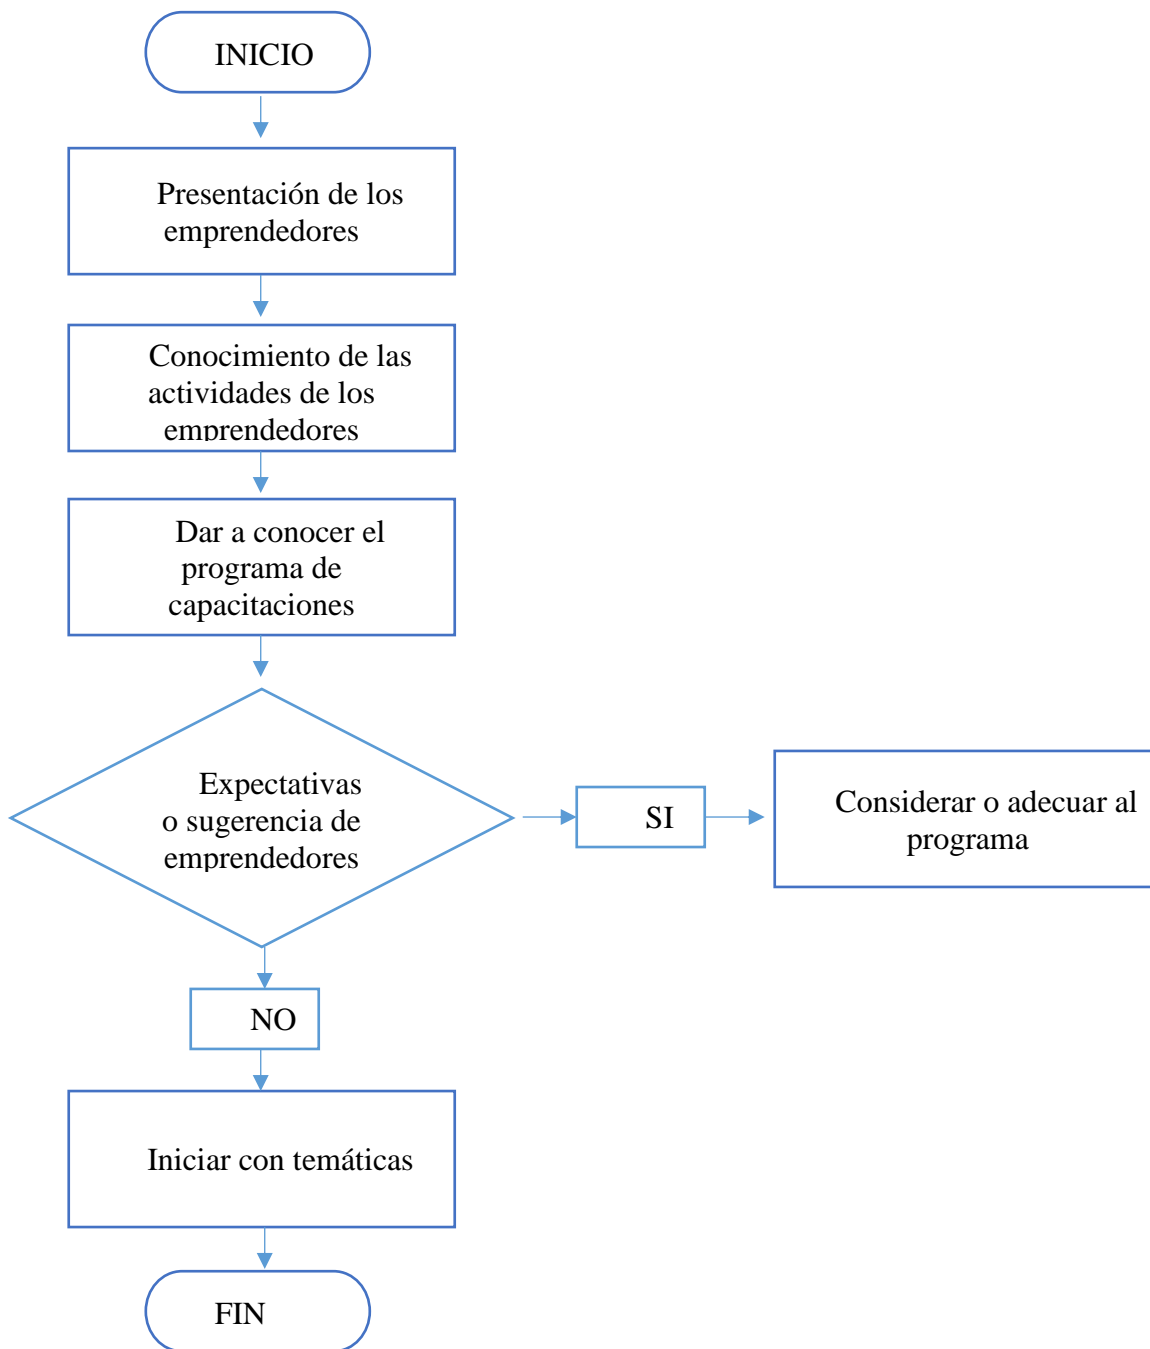 INICIO
Presentación de los
emprendedores
Conocimiento de las
actividades de los
emprendedores
Dar a conocer el
programa de
capacitaciones
Expectativas
o sugerencia de
emprendedores
SI
Considerar o adecuar al
programa
NO
Iniciar con temáticas
FIN